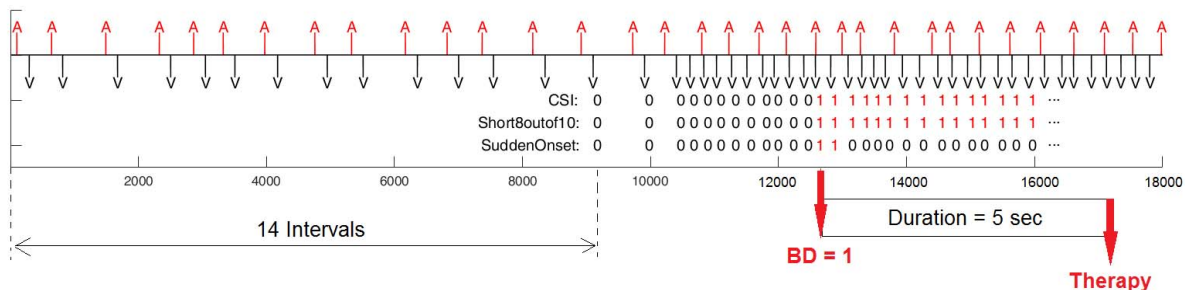 A A A A A A A A A A A A A A A A A A A A A A A A A A A A A A A A A
V V V V V V V V V V V V V V V V V V V V V V V V V V V V V V V V V V V V V V V V V V V V V V V V
CSI: 0 0 0 0 0 0 0 0 0 0 0 0 0 1 1 1 1 1 1 1 1 1 1 1 1 1 1 1 ...
Short8outof10: 0 0 0 0 0 0 0 0 0 0 0 0 0 1 1 1 1 1 1 1 1 1 1 1 1 1 1 1 ...
SuddenOnset: 0 0 0 0 0 0 0 0 0 0 0 0 0 1 1 0 0 0 0 0 0 0 0 0 0 0 0 0 ...
2000 4000 6000 8000 10000 12000 14000 16000 18000
14 Intervals
Duration = 5 sec
BD = 1
Therapy